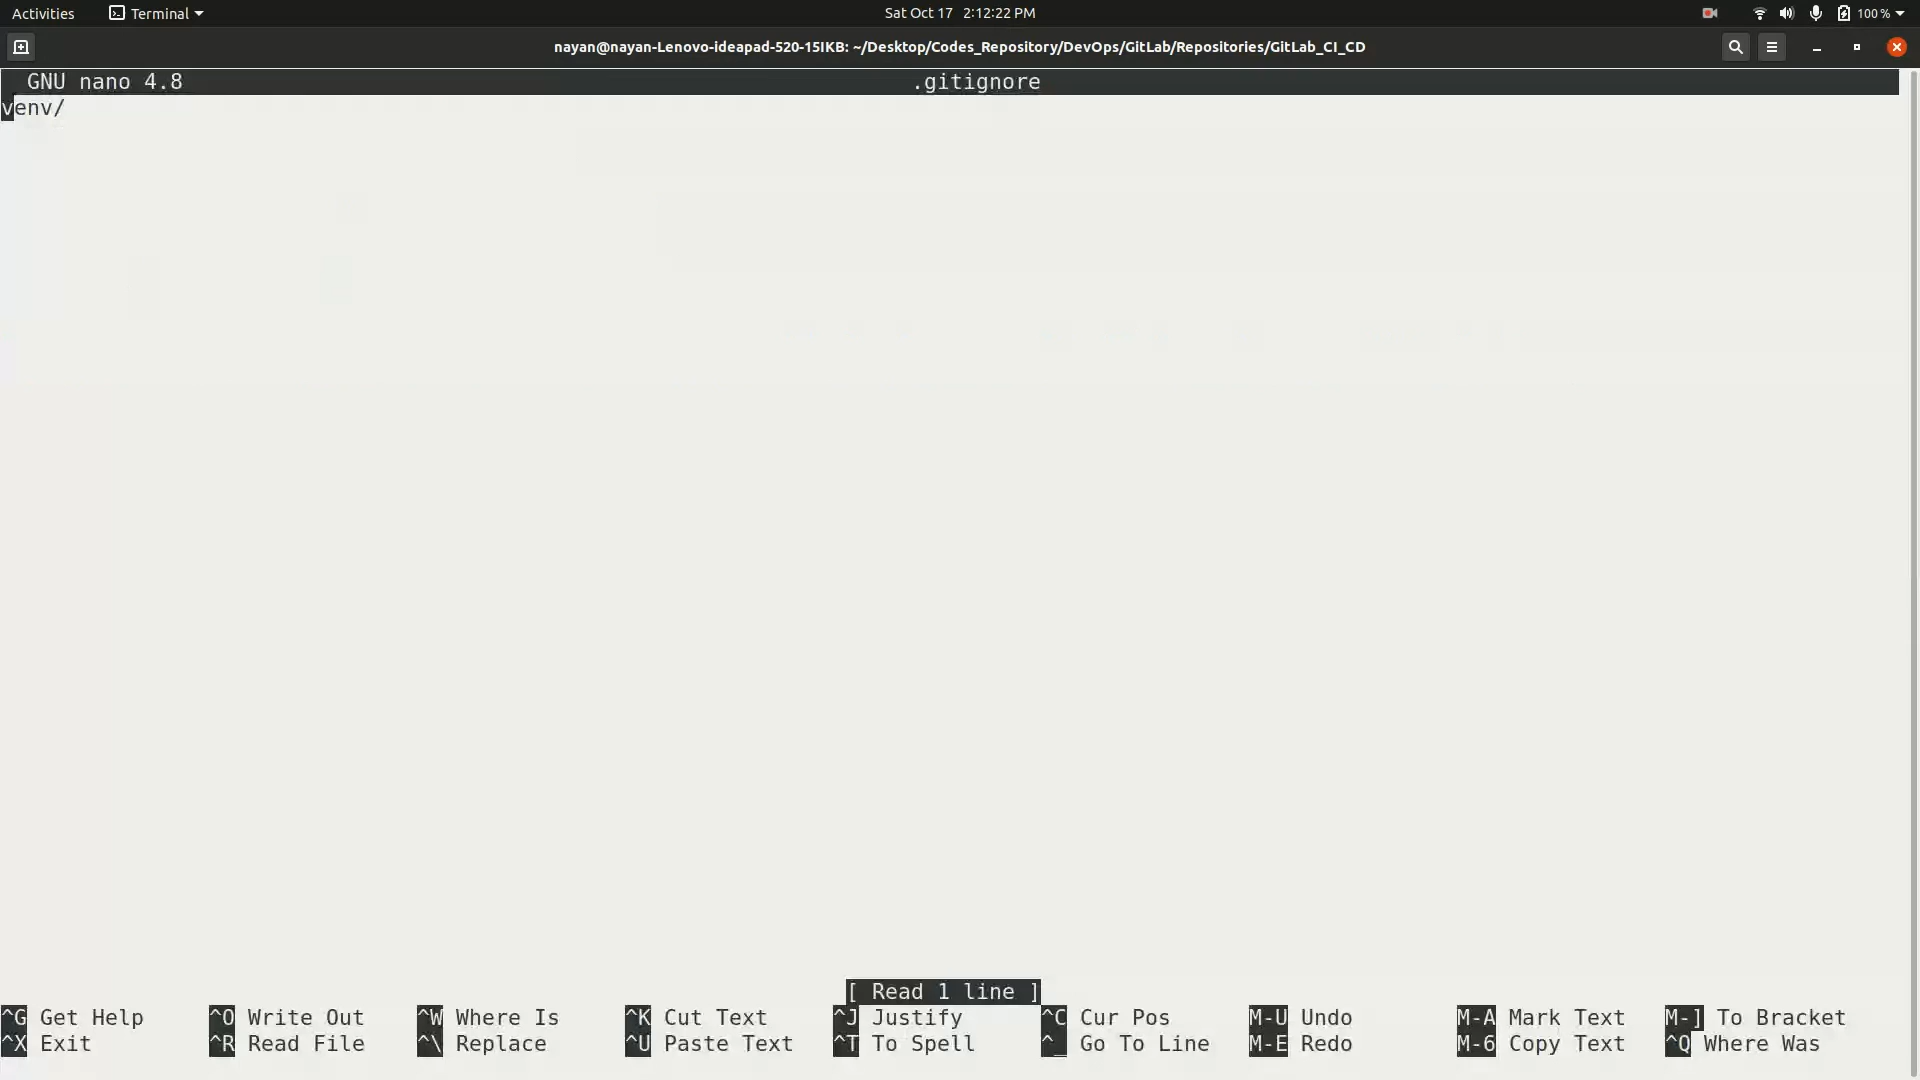 Activities Terminal Sat Oct 17 2:12:22 PM 100 %
nayan@nayan-Lenovo-ideapad-520-15IKB: ~/Desktop/Codes_Repository/DevOps/GitLab/Repositories/GitLab_CI_CD
GNU nano 4.8 .gitignore
venv/
[ Read 1 line ]
^G Get Help ^O Write Out ^W Where Is ^K Cut Text ^J Justify ^C Cur Pos M-U Undo M-A Mark Text M-] To Bracket
^X Exit ^R Read File ^\ Replace ^U Paste Text ^T To Spell ^_ Go To Line M-E Redo M-6 Copy Text ^Q Where Was